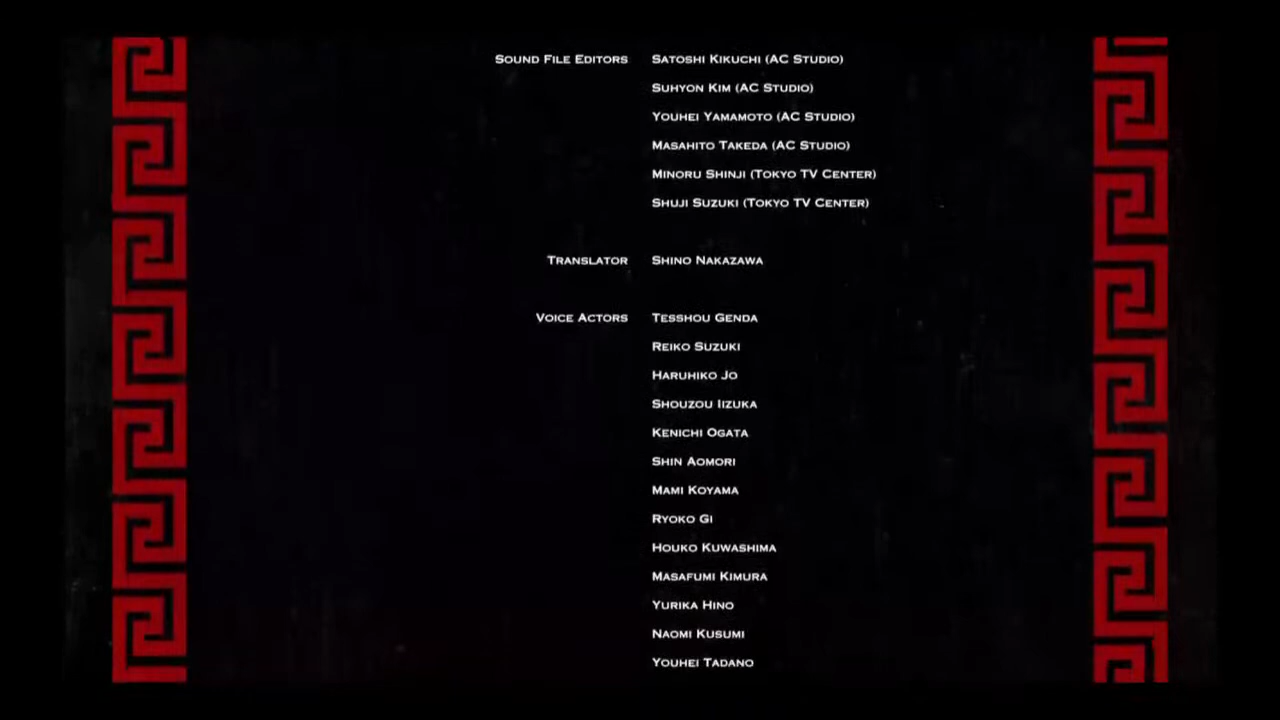 Sound File Editors Satoshi Kikuchi (AC Studio)
Suhyon Kim (AC Studio)
Youhei Yamamoto (AC Studio)
Masahito Takeda (AC Studio)
Minoru Shinji (Tokyo TV Center)
Shuji Suzuki (Tokyo TV Center)
Translator Shino Nakazawa
Voice Actors Tesshou Genda
Reiko Suzuki
Haruhiko Jo
Shouzou Iizuka
Kenichi Ogata
Shin Aomori
Mami Koyama
Ryoko Gi
Houko Kuwashima
Masafumi Kimura
Yurika Hino
Naomi Kusumi
Youhei Tadano